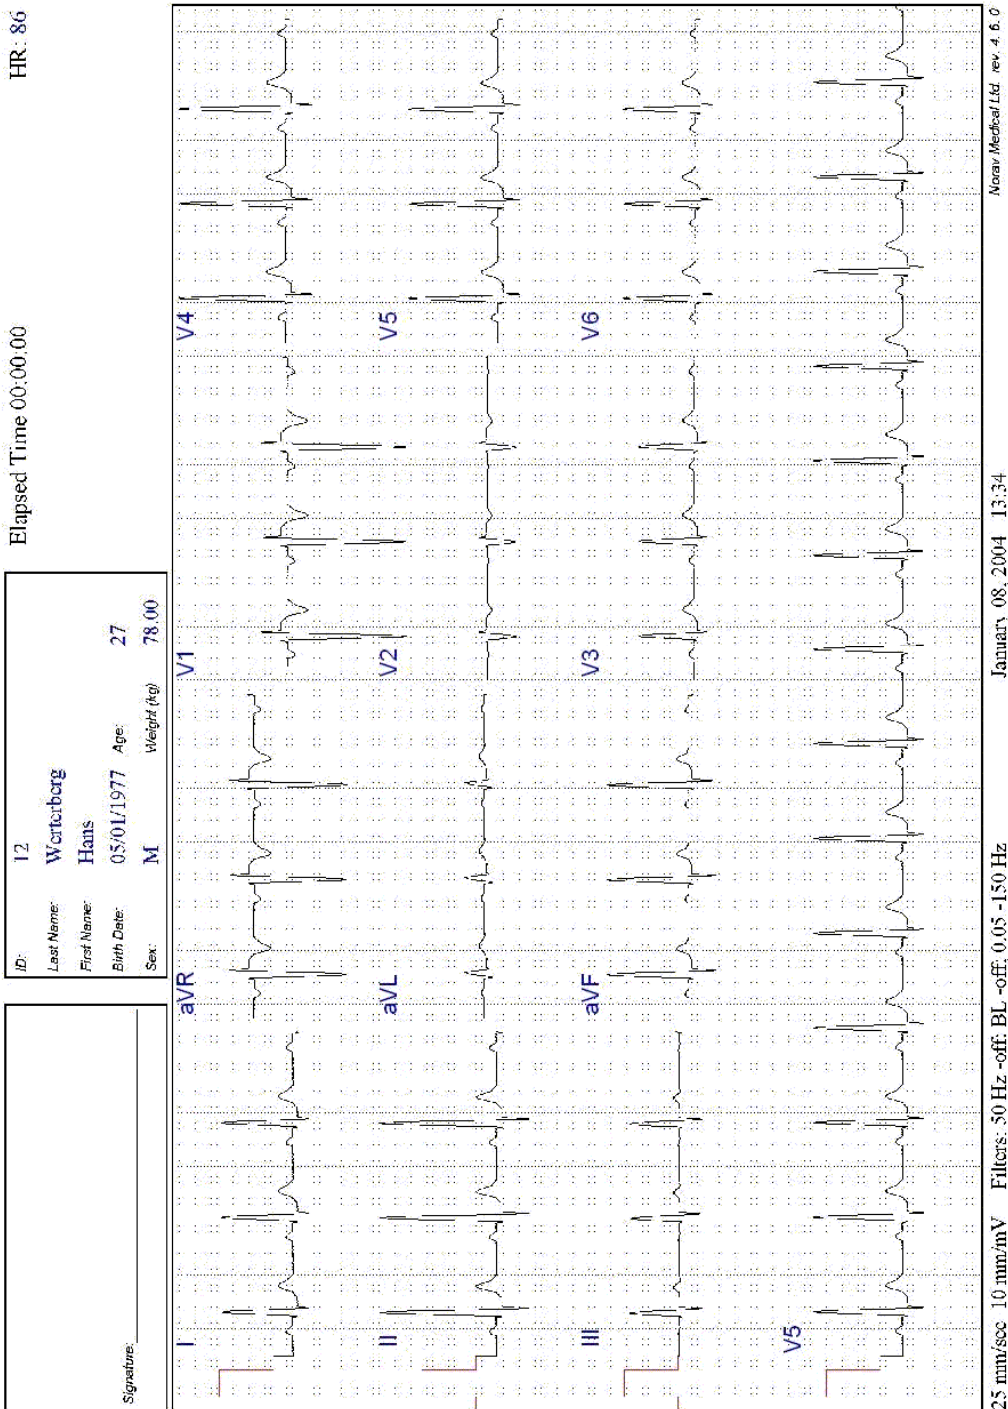 HR: 86
Elapsed Time 00:00:00
ID: 12
Last Name: Werterberg
First Name: Hans
Birth Date: 05/01/1977 Age: 27
Sex: M Weight (kg) 78.00
Signature:
I aVR V1 V4
II aVL V2 V5
III aVF V3 V6
V5
25 mm/sec 10 mm/mV Filters: 50 Hz -off; BL -off; 0.05 -150 Hz January 08, 2004 13:34
Norav Medical Ltd. rev. 4.6.0